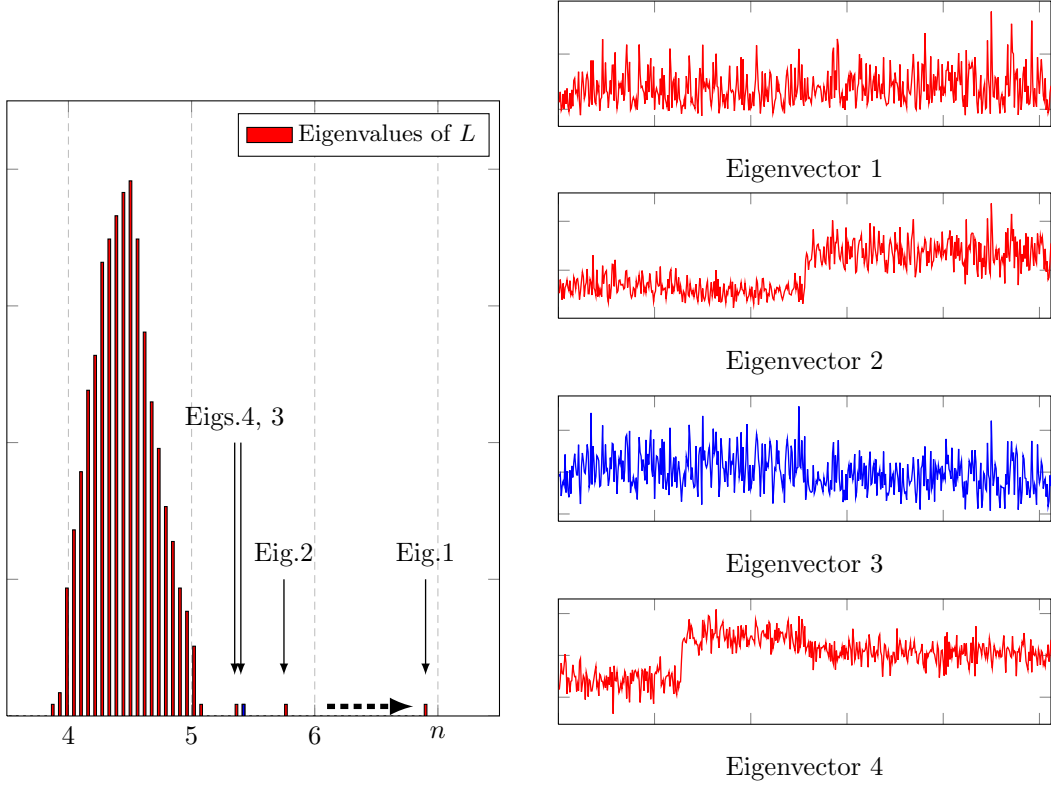 Eigenvalues of L
Eigs.4, 3
Eig.2
Eig.1
4
5
6
n
Eigenvector 1
Eigenvector 2
Eigenvector 3
Eigenvector 4